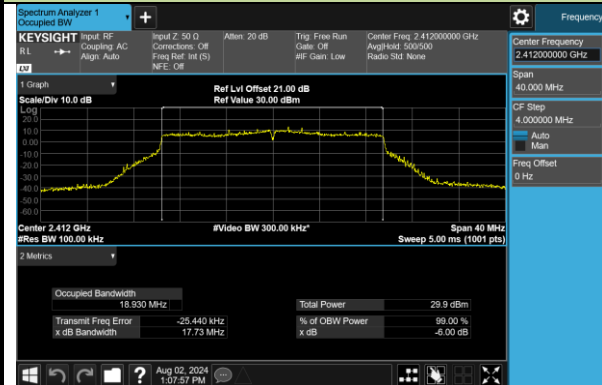 Spectrum Analyzer 1
Occupied BW
+
Frequency
KEYSIGHT
RL
Input: RF
Coupling: AC
Align: Auto
Input Z: 50 Ω
Corrections: Off
Freq Ref: Int (S)
NFE: Off
Atten: 20 dB
Trig: Free Run
Gate: Off
#IF Gain: Low
Center Freq: 2.412000000 GHz
Avg|Hold: 500/500
Radio Std: None
Center Frequency
2.412000000 GHz
Span
40.000 MHz
CF Step
4.000000 MHz
Auto
Man
Freq Offset
0 Hz
1 Graph
Scale/Div 10.0 dB
Ref Lvl Offset 21.00 dB
Ref Value 30.00 dBm
Log
20.0
10.0
0.00
-10.0
-20.0
-30.0
-40.0
-50.0
-60.0
Center 2.412 GHz
#Res BW 100.00 kHz
#Video BW 300.00 kHz*
Span 40 MHz
Sweep 5.00 ms (1001 pts)
2 Metrics
Occupied Bandwidth
18.930 MHz
Total Power 29.9 dBm
Transmit Freq Error -25.440 kHz
% of OBW Power 99.00 %
x dB Bandwidth 17.73 MHz
x dB -6.00 dB
?
Aug 02, 2024
1:07:57 PM